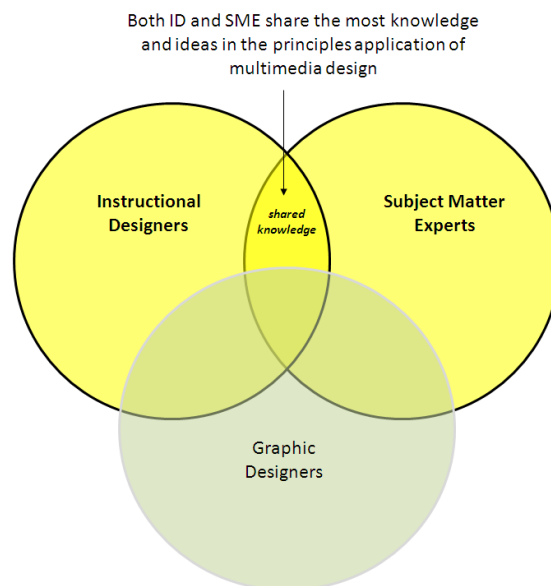 Both ID and SME share the most knowledge
and ideas in the principles application of
multimedia design
Instructional
Designers
shared
knowledge
Subject Matter
Experts
Graphic
Designers